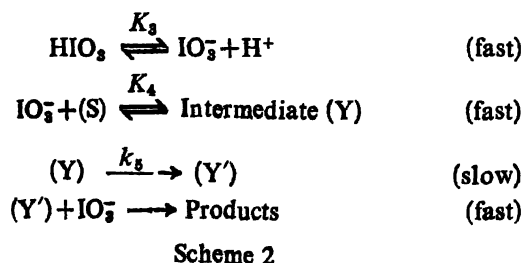 K₃
HIO₃ ⇌ IO₃⁻+H⁺ (fast)
K₄
IO₃⁻+(S) ⇌ Intermediate (Y) (fast)
(Y) —k₅→ (Y′) (slow)
(Y′)+IO₃⁻ ⟶ Products (fast)
Scheme 2